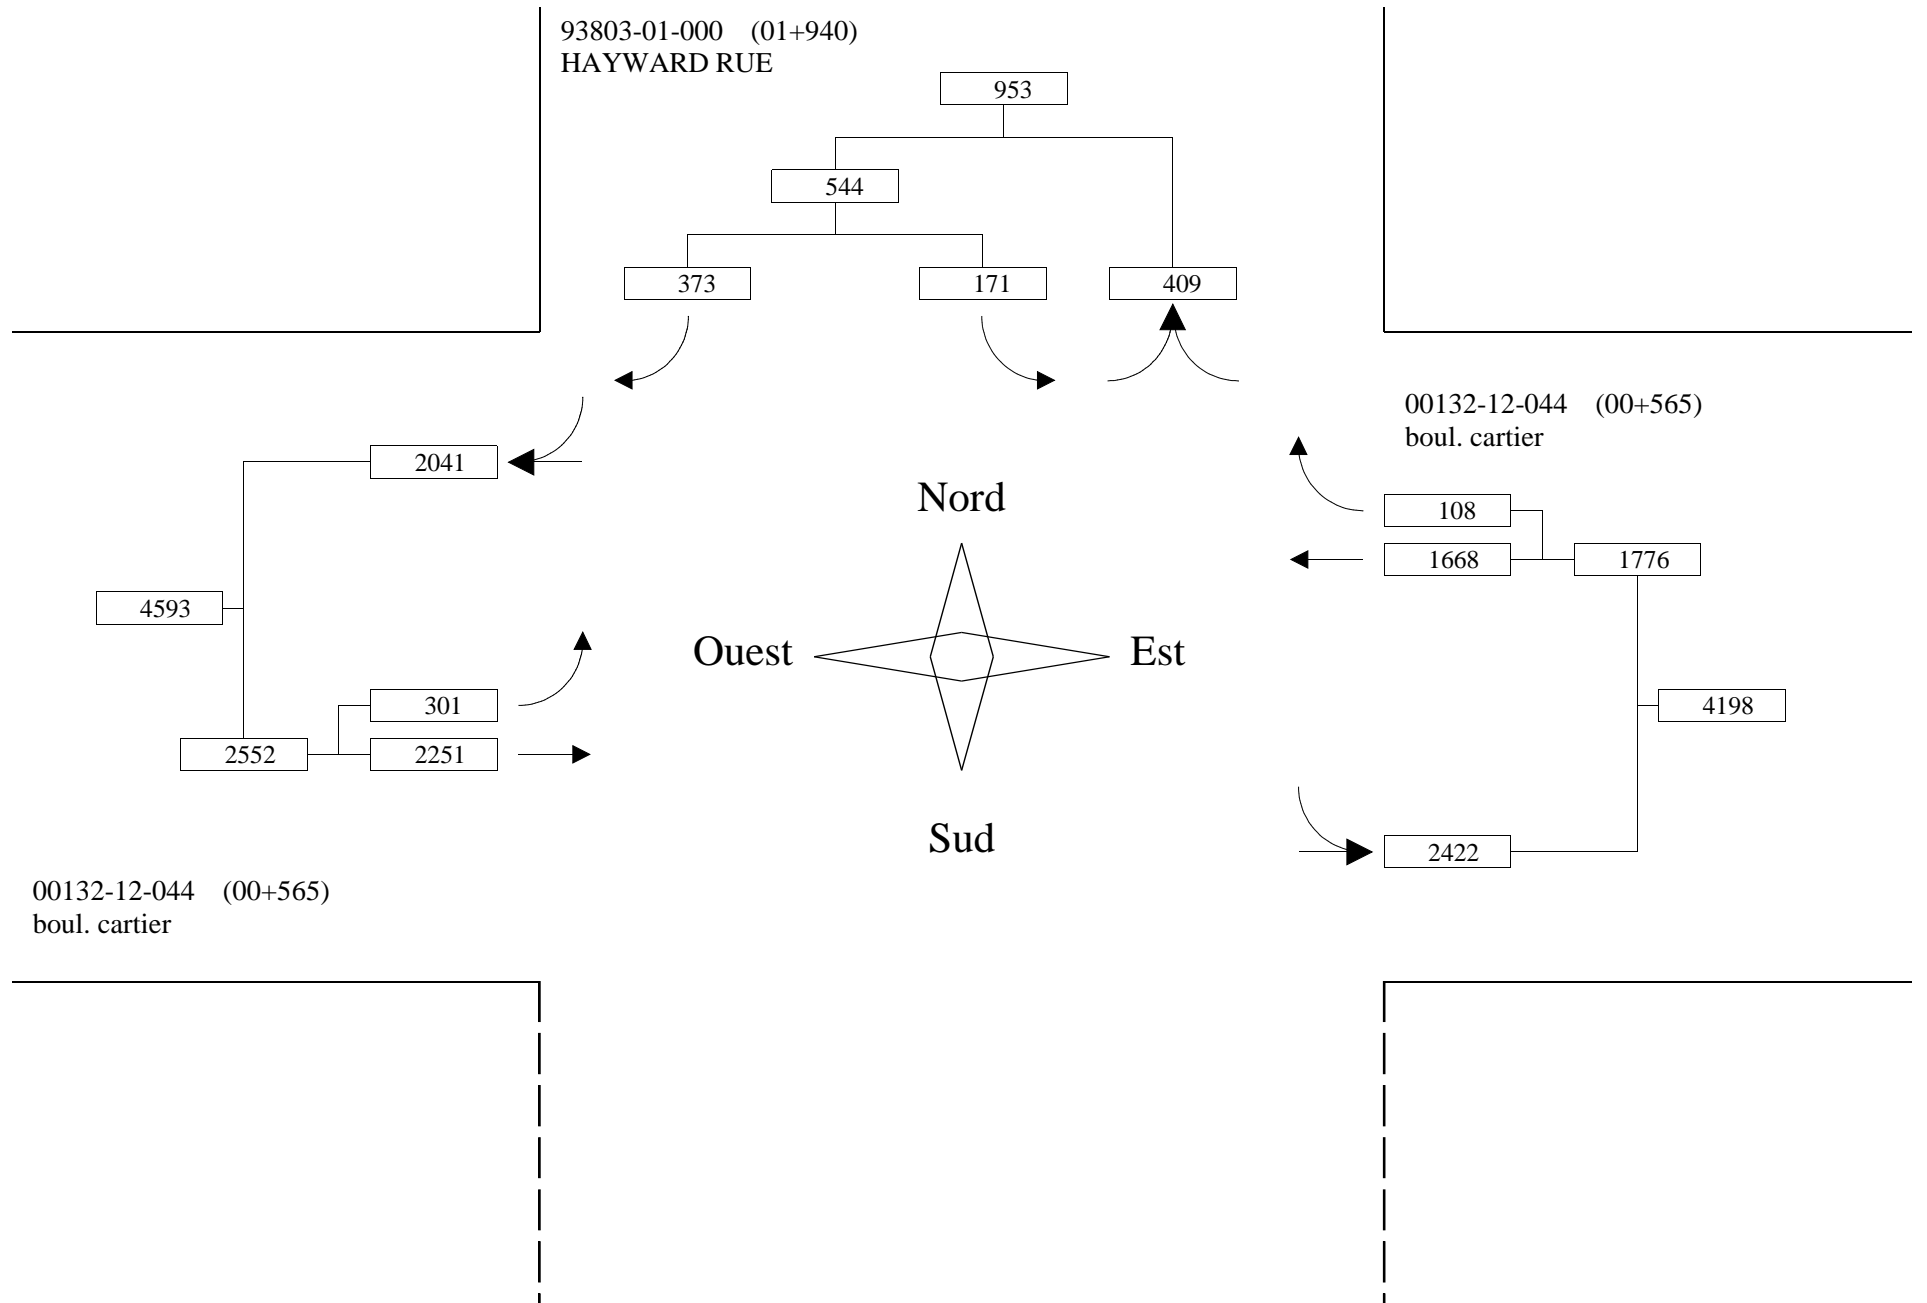 93803-01-000 (01+940)
HAYWARD RUE
953
544
373 171 409
00132-12-044 (00+565)
boul. cartier
2041
Nord
108
1668 1776
4593
Ouest Est
301
4198
2552 2251
Sud
2422
00132-12-044 (00+565)
boul. cartier